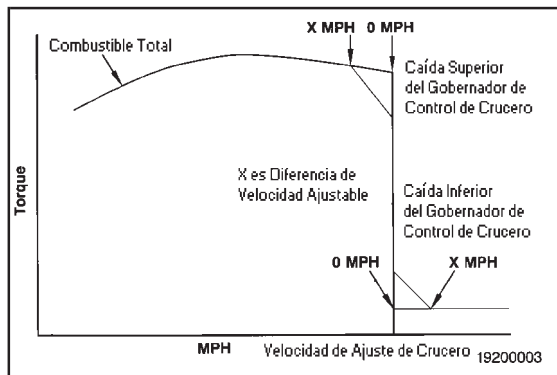 X MPH 0 MPH
Combustible Total
Caída Superior
del Gobernador de
Control de Crucero
X es Diferencia de
Velocidad Ajustable
Caída Inferior
del Gobernador de
Control de Crucero
Torque
0 MPH X MPH
MPH Velocidad de Ajuste de Crucero 19200003